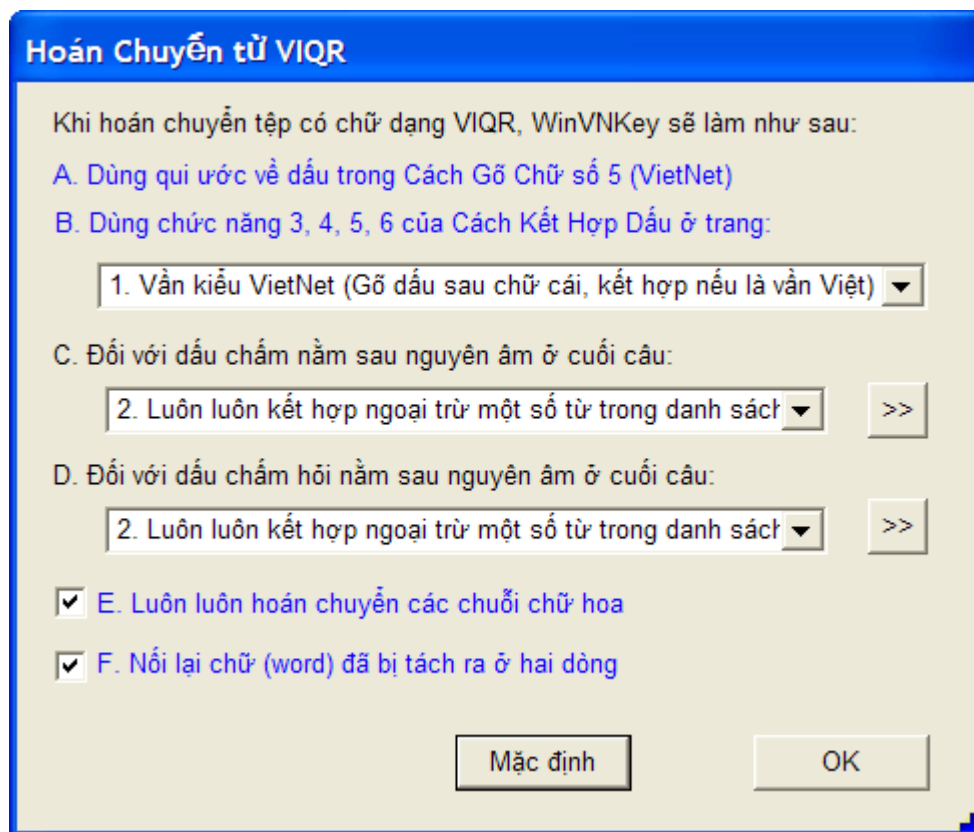 Hoán Chuyển từ VIQR
Khi hoán chuyển tệp có chữ dạng VIQR, WinVNKey sẽ làm như sau:
A. Dùng qui ước về dấu trong Cách Gõ Chữ số 5 (VietNet)
B. Dùng chức năng 3, 4, 5, 6 của Cách Kết Hợp Dấu ở trang:
1. Vần kiểu VietNet (Gõ dấu sau chữ cái, kết hợp nếu là vần Việt)
C. Đối với dấu chấm nằm sau nguyên âm ở cuối câu:
2. Luôn luôn kết hợp ngoại trừ một số từ trong danh sách
>>
D. Đối với dấu chấm hỏi nằm sau nguyên âm ở cuối câu:
2. Luôn luôn kết hợp ngoại trừ một số từ trong danh sách
>>
E. Luôn luôn hoán chuyển các chuỗi chữ hoa
F. Nối lại chữ (word) đã bị tách ra ở hai dòng
Mặc định OK